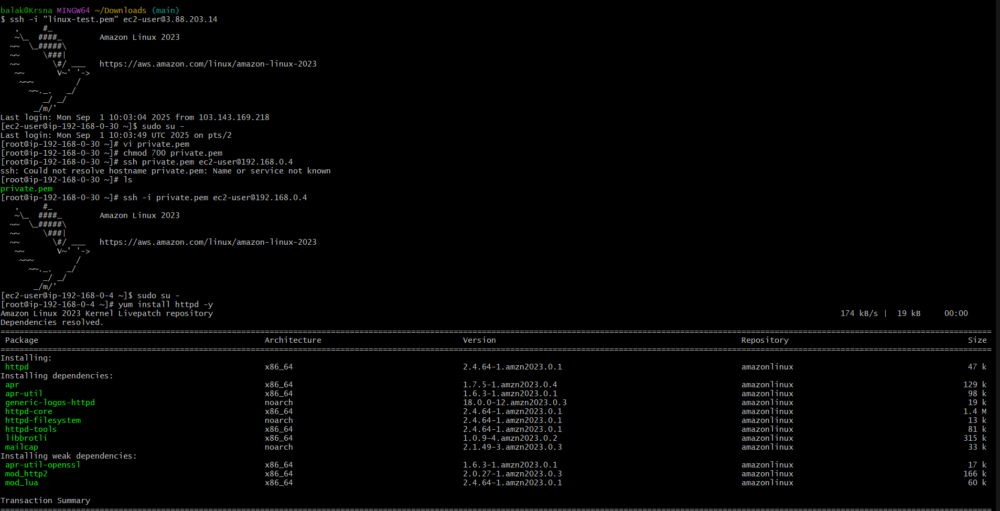 balak@Krsna MINGW64 ~/Downloads (main)
$ ssh -i "linux-test.pem" ec2-user@3.88.203.14
   ,     #_
   ~\_  ####_        Amazon Linux 2023
  ~~  \_#####\
  ~~     \###|
  ~~       \#/ ___   https://aws.amazon.com/linux/amazon-linux-2023
   ~~       V~' '->
    ~~~         /
      ~~._.   _/
         _/ _/
       _/m/'
Last login: Mon Sep  1 10:03:04 2025 from 103.143.169.218
[ec2-user@ip-192-168-0-30 ~]$ sudo su -
Last login: Mon Sep  1 10:03:49 UTC 2025 on pts/2
[root@ip-192-168-0-30 ~]# vi private.pem
[root@ip-192-168-0-30 ~]# chmod 700 private.pem
[root@ip-192-168-0-30 ~]# ssh private.pem ec2-user@192.168.0.4
ssh: Could not resolve hostname private.pem: Name or service not known
[root@ip-192-168-0-30 ~]# ls
private.pem
[root@ip-192-168-0-30 ~]# ssh -i private.pem ec2-user@192.168.0.4
   ,     #_
   ~\_  ####_        Amazon Linux 2023
  ~~  \_#####\
  ~~     \###|
  ~~       \#/ ___   https://aws.amazon.com/linux/amazon-linux-2023
   ~~       V~' '->
    ~~~         /
      ~~._.   _/
         _/ _/
       _/m/'
[ec2-user@ip-192-168-0-4 ~]$ sudo su -
[root@ip-192-168-0-4 ~]# yum install httpd -y
Amazon Linux 2023 Kernel Livepatch repository 174 kB/s |  19 kB     00:00
Dependencies resolved.
================================================================================
 Package Architecture Version Repository Size
================================================================================
Installing:
 httpd x86_64 2.4.64-1.amzn2023.0.1 amazonlinux 47 k
Installing dependencies:
 apr x86_64 1.7.5-1.amzn2023.0.4 amazonlinux 129 k
 apr-util x86_64 1.6.3-1.amzn2023.0.1 amazonlinux 98 k
 generic-logos-httpd noarch 18.0.0-12.amzn2023.0.3 amazonlinux 19 k
 httpd-core x86_64 2.4.64-1.amzn2023.0.1 amazonlinux 1.4 M
 httpd-filesystem noarch 2.4.64-1.amzn2023.0.1 amazonlinux 13 k
 httpd-tools x86_64 2.4.64-1.amzn2023.0.1 amazonlinux 81 k
 libbrotli x86_64 1.0.9-4.amzn2023.0.2 amazonlinux 315 k
 mailcap noarch 2.1.49-3.amzn2023.0.3 amazonlinux 33 k
Installing weak dependencies:
 apr-util-openssl x86_64 1.6.3-1.amzn2023.0.1 amazonlinux 17 k
 mod_http2 x86_64 2.0.27-1.amzn2023.0.3 amazonlinux 166 k
 mod_lua x86_64 2.4.64-1.amzn2023.0.1 amazonlinux 60 k

Transaction Summary
================================================================================